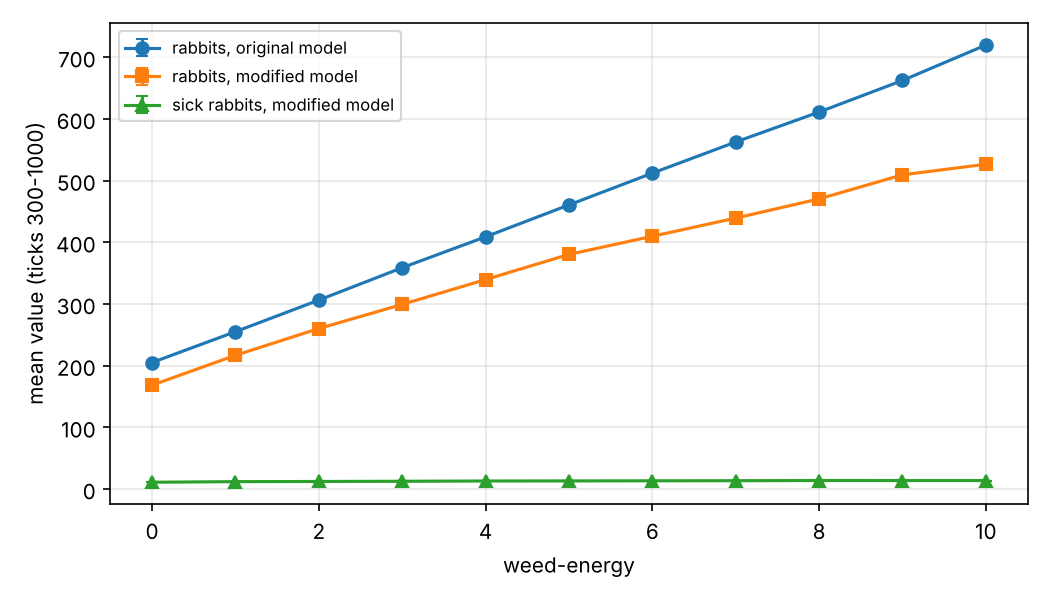 rabbits, original model
rabbits, modified model
sick rabbits, modified model
mean value (ticks 300-1000)
700
600
500
400
300
200
100
0
0 2 4 6 8 10
weed-energy